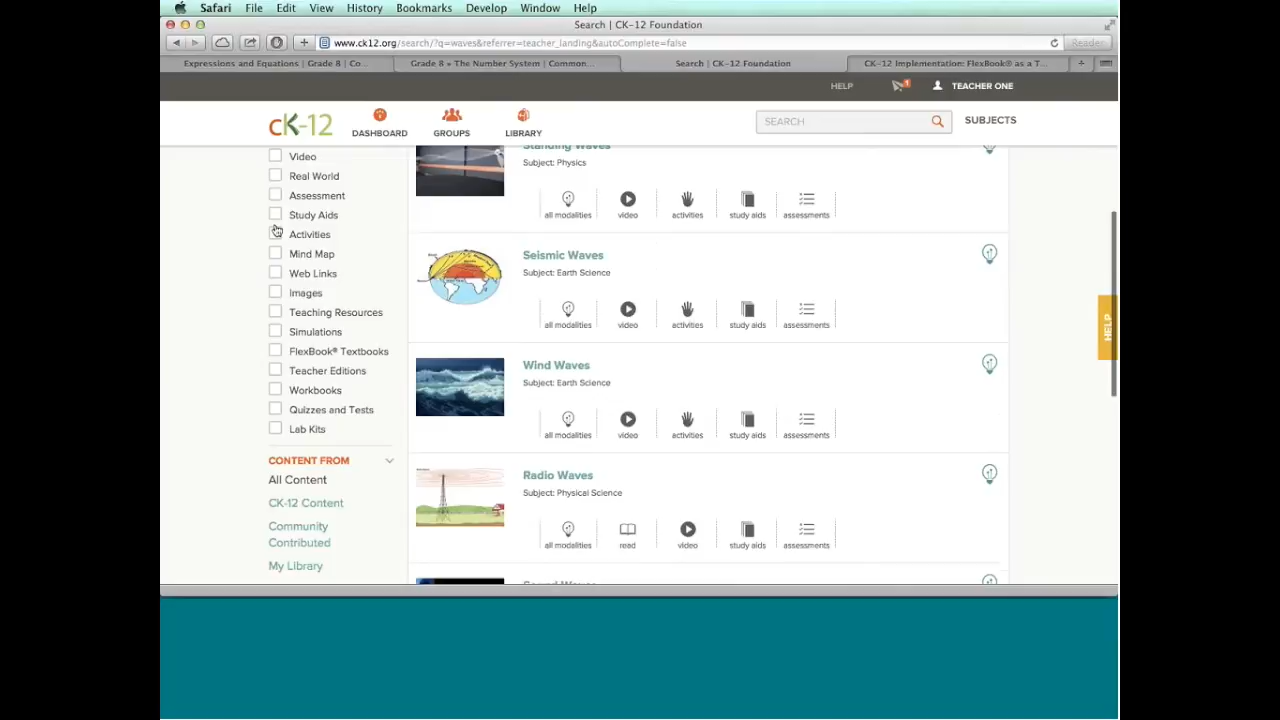 Safari File Edit View History Bookmarks Develop Window Help
Search | CK-12 Foundation
www.ck12.org/search/?q=waves&referrer=teacher_landing&autoComplete=false
Reader
Expressions and Equations | Grade 8 | Co...
Grade 8 » The Number System | Common...
Search | CK-12 Foundation
CK-12 Implementation: FlexBook® as a T...
HELP
1
TEACHER ONE
cK-12
DASHBOARD
GROUPS
LIBRARY
SEARCH
SUBJECTS
Video
Real World
Assessment
Study Aids
Activities
Mind Map
Web Links
Images
Teaching Resources
Simulations
FlexBook® Textbooks
Teacher Editions
Workbooks
Quizzes and Tests
Lab Kits
CONTENT FROM
All Content
CK-12 Content
Community
Contributed
My Library
Standing Waves
Subject: Physics
all modalities video activities study aids assessments
Seismic Waves
Subject: Earth Science
all modalities video activities study aids assessments
Wind Waves
Subject: Earth Science
all modalities video activities study aids assessments
Radio Waves
Subject: Physical Science
all modalities read video study aids assessments
Sound Waves
HELP